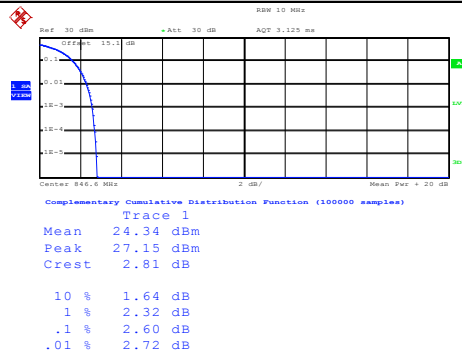 RBW 10 MHz
Ref 30 dBm Att 30 dB AQT 3.125 ms
Offset 15.1 dB
0.1
0.01
1E-3
1E-4
1E-5
A
1 SA
VIEW
LVL
3DB
Center 846.6 MHz 2 dB/ Mean Pwr + 20 dB
Complementary Cumulative Distribution Function (100000 samples)
Trace 1
Mean 24.34 dBm
Peak 27.15 dBm
Crest 2.81 dB
10 % 1.64 dB
1 % 2.32 dB
.1 % 2.60 dB
.01 % 2.72 dB